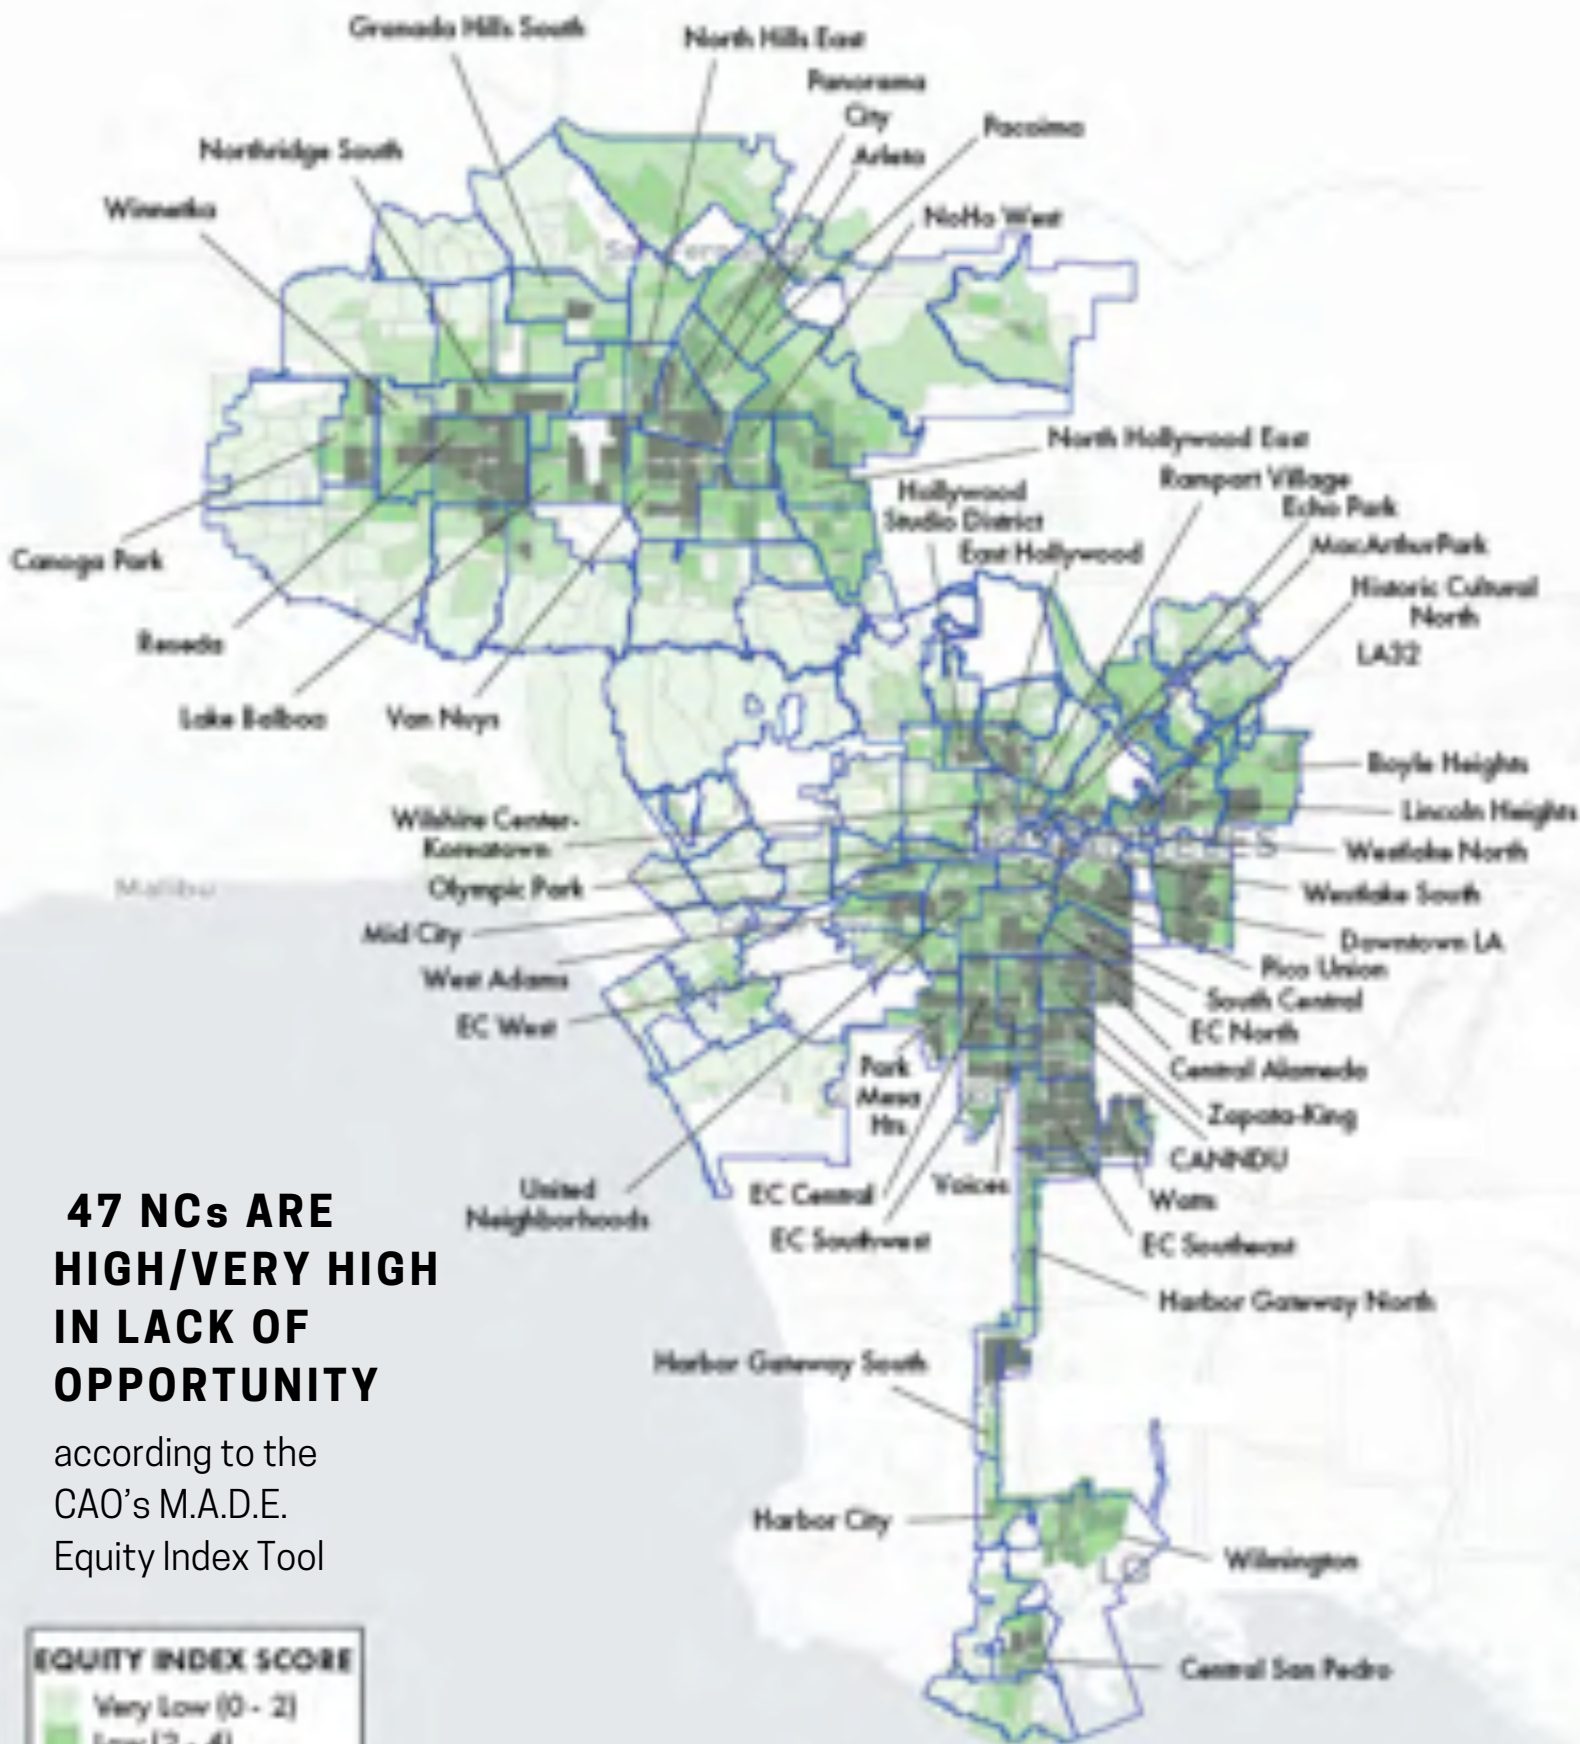 Granada Hills South
North Hills East
Panorama
City
Pacoima
Northridge South
Arleta
Winnetka
NoHo West
North Hollywood East
Rampart Village
Hollywood
Studio District
Echo Park
East Hollywood
MacArthurPark
Canoga Park
Historic Cultural
North
Reseda
LA32
Lake Balboa
Van Nuys
Boyle Heights
Lincoln Heights
Wilshire Center-
Koreatown
Westlake North
Malibu
Olympic Park
Westlake South
Mid City
Downtown LA
West Adams
Pico Union
South Central
EC West
EC North
Park
Mesa
Hts
Central Alameda
Zapata-King
CANNDU
United
Neighborhoods
EC Central
Voices
Watts
EC Southwest
EC Southeast
47 NCs ARE
HIGH/VERY HIGH
IN LACK OF
OPPORTUNITY
according to the
CAO's M.A.D.E.
Equity Index Tool
Harbor Gateway North
Harbor Gateway South
Harbor City
Wilmington
Central San Pedro
EQUITY INDEX SCORE
Very Low (0 - 2)
Low (2 - 4)